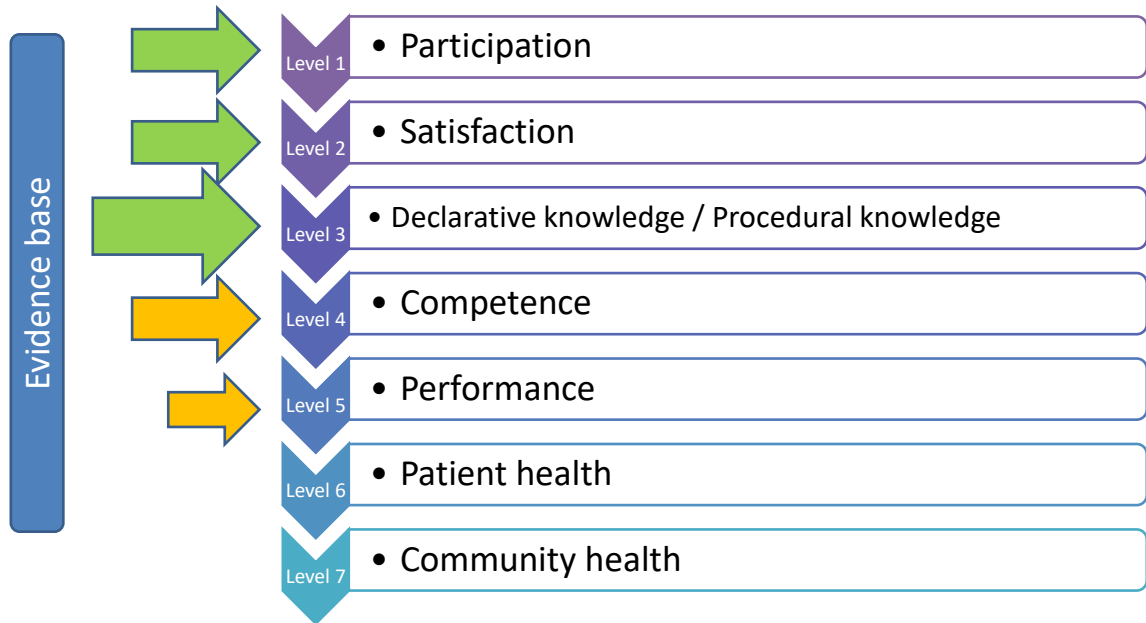 Evidence base
Level 1
• Participation
Level 2
• Satisfaction
Level 3
• Declarative knowledge / Procedural knowledge
Level 4
• Competence
Level 5
• Performance
Level 6
• Patient health
Level 7
• Community health